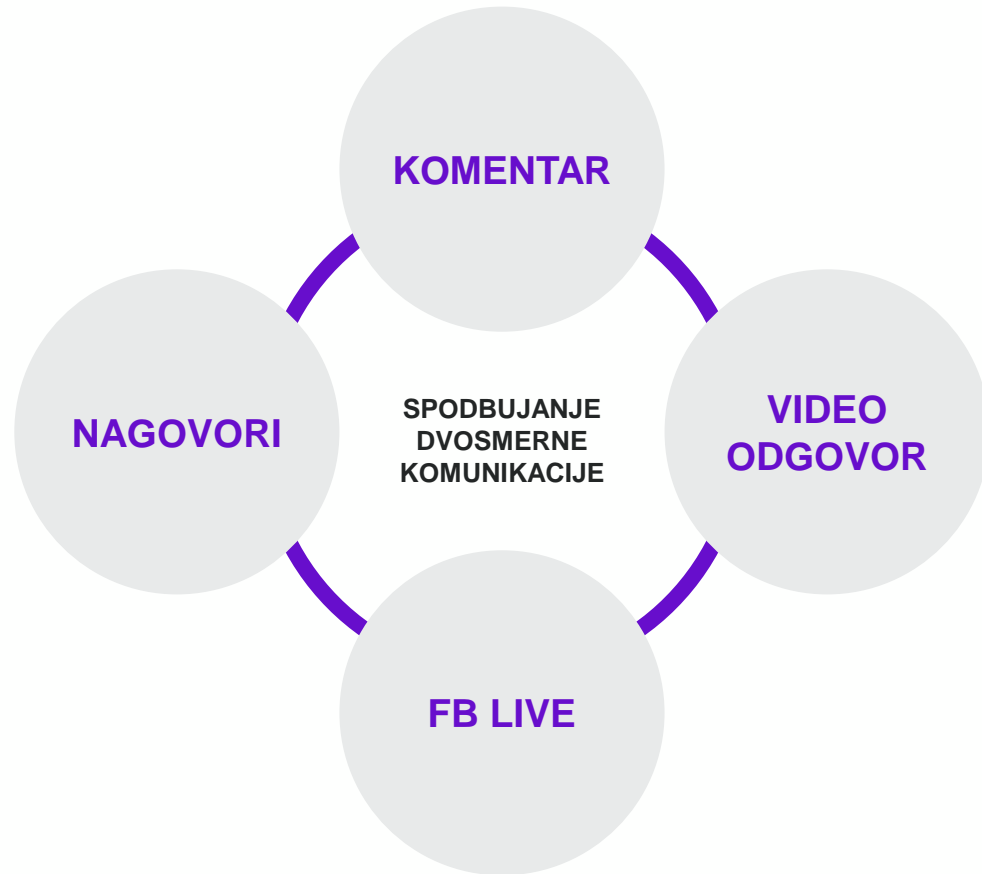 KOMENTAR
NAGOVORI
SPODBUJANJE
DVOSMERNE
KOMUNIKACIJE
VIDEO
ODGOVOR
FB LIVE